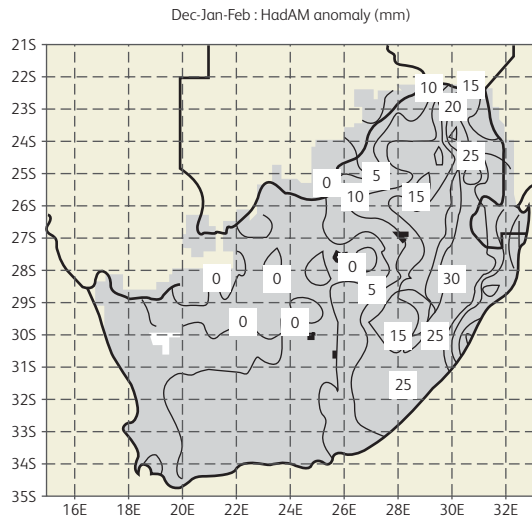 Dec-Jan-Feb : HadAM anomaly (mm)
21S
22S
10 15
23S
20
24S
25
25S
0 5
10 15
26S
27S
0
28S
0 0 30
5
29S
0 0
30S
15 25
31S
25
32S
33S
34S
35S
16E 18E 20E 22E 24E 26E 28E 30E 32E